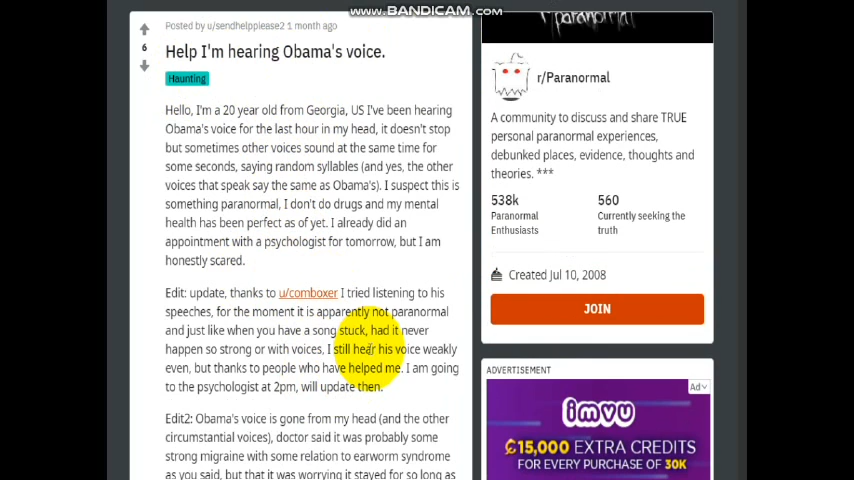 www.BANDICAM.com
Posted by u/sendhelpplease2 1 month ago
6
Help I'm hearing Obama's voice.
Haunting
Hello, I'm a 20 year old from Georgia, US I've been hearing
Obama's voice for the last hour in my head, it doesn't stop
but sometimes other voices sound at the same time for
some seconds, saying random syllables (and yes, the other
voices that speak say the same as Obama's). I suspect this is
something paranormal, I don't do drugs and my mental
health has been perfect as of yet. I already did an
appointment with a psychologist for tomorrow, but I am
honestly scared.
Edit: update, thanks to u/comboxer I tried listening to his
speeches, for the moment it is apparently not paranormal
and just like when you have a song stuck, had it never
happen so strong or with voices, I still hear his voice weakly
even, but thanks to people who have helped me. I am going
to the psychologist at 2pm, will update then.
Edit2: Obama's voice is gone from my head (and the other
circumstantial voices), doctor said it was probably some
strong migraine with some relation to earworm syndrome
as you said, but that it was worrying it stayed for so long as
r/paranormal
r/Paranormal
A community to discuss and share TRUE
personal paranormal experiences,
debunked places, evidence, thoughts and
theories. ***
538k
560
Paranormal
Enthusiasts
Currently seeking the
truth
Created Jul 10, 2008
JOIN
ADVERTISEMENT
Ad
imvu
15,000 EXTRA CREDITS
FOR EVERY PURCHASE OF 30K